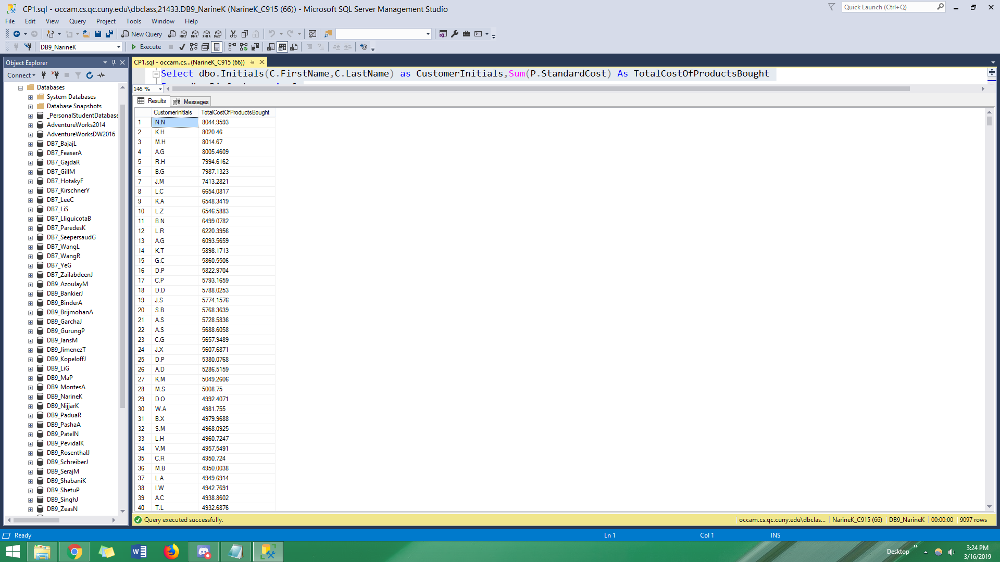 CP1.sql - occam.cs.qc.cuny.edu\dbclass,21433.DB9_NarineK (NarineK_C915 (66)) - Microsoft SQL Server Management Studio
Quick Launch (Ctrl+Q)
File Edit View Query Project Tools Window Help
New Query MDX DMX XMLA DAX
DB9_NarineK Execute
Object Explorer
Connect
Databases
System Databases
Database Snapshots
_PersonalStudentDatabase
AdventureWorks2014
AdventureWorksDW2016
DB7_BajajL
DB7_FeaserA
DB7_GajdaR
DB7_GillM
DB7_HotakyF
DB7_KirschnerY
DB7_LeeC
DB7_LiS
DB7_LliguicotaB
DB7_ParedesK
DB7_SeepersaudG
DB7_WangL
DB7_WangR
DB7_YeG
DB7_ZailabdeenJ
DB9_AzoulayM
DB9_BankierJ
DB9_BinderA
DB9_BrijmohanA
DB9_GarchaJ
DB9_GurungP
DB9_JansM
DB9_JimenezT
DB9_KopeloffJ
DB9_LiG
DB9_MaP
DB9_MontesA
DB9_NarineK
DB9_NijjarK
DB9_PaduaR
DB9_PashaA
DB9_PatelN
DB9_PevidalK
DB9_RosenthalJ
DB9_SchreiberJ
DB9_SerajM
DB9_ShabaniK
DB9_ShetuP
DB9_SinghJ
DB9_ZeasN
CP1.sql - occam.cs...(NarineK_C915 (66))
Select dbo.Initials(C.FirstName,C.LastName) as CustomerInitials,Sum(P.StandardCost) As TotalCostOfProductsBought
146 %
Results Messages
CustomerInitials TotalCostOfProductsBought
1 N.N 8044.9593
2 K.H 8020.46
3 M.H 8014.67
4 A.G 8005.4609
5 R.H 7994.6162
6 B.G 7987.1323
7 J.M 7413.2821
8 L.C 6654.0817
9 K.A 6548.3419
10 L.Z 6546.5883
11 B.N 6499.0782
12 L.R 6220.3956
13 A.G 6093.5659
14 K.T 5898.1713
15 G.C 5860.5506
16 D.P 5822.9704
17 C.P 5793.1659
18 D.D 5788.0253
19 J.S 5774.1576
20 S.B 5768.3639
21 A.S 5728.5836
22 A.S 5688.6058
23 C.G 5657.9489
24 J.X 5607.6871
25 D.P 5380.0768
26 A.D 5286.5159
27 K.M 5049.2606
28 M.S 5008.75
29 D.O 4992.4071
30 W.A 4981.755
31 B.X 4979.9688
32 S.M 4968.0925
33 L.H 4960.7247
34 V.M 4957.5491
35 C.R 4950.724
36 M.B 4950.0038
37 L.A 4949.6914
38 I.W 4942.7691
39 A.C 4938.8602
40 T.L 4932.6876
Query executed successfully. occam.cs.qc.cuny.edu\dbclas... NarineK_C915 (66) DB9_NarineK 00:00:00 9097 rows
Ready Ln 1 Col 1 INS
Desktop
3:24 PM
3/16/2019